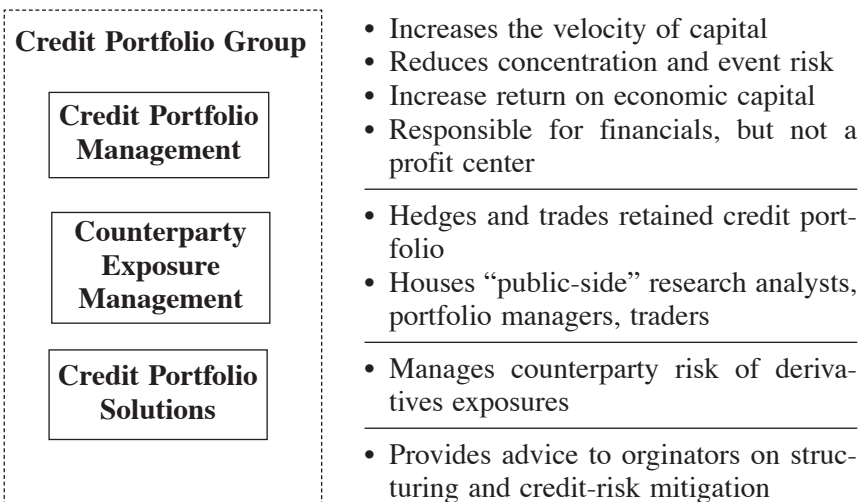 Credit Portfolio Group
Credit Portfolio
Management
Counterparty
Exposure
Management
Credit Portfolio
Solutions
• Increases the velocity of capital
• Reduces concentration and event risk
• Increase return on economic capital
• Responsible for financials, but not a
profit center
• Hedges and trades retained credit port-
folio
• Houses “public-side” research analysts,
portfolio managers, traders
• Manages counterparty risk of deriva-
tives exposures
• Provides advice to orginators on struc-
turing and credit-risk mitigation